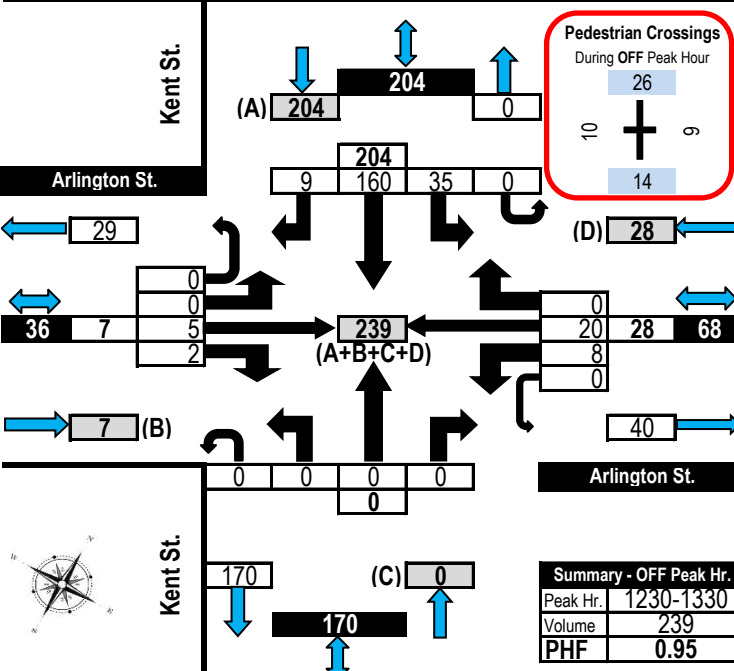 Kent St.
204
(A) 204
0
Pedestrian Crossings
During OFF Peak Hour
26
10
9
14
Arlington St.
204
9 160 35 0
29
(D) 28
0
0
36 7 5
2
239
(A+B+C+D)
0
20 28 68
8
0
7 (B)
40
0 0 0 0
0
Arlington St.
Kent St.
170
(C) 0
170
Summary - OFF Peak Hr.
Peak Hr. 1230-1330
Volume 239
PHF 0.95